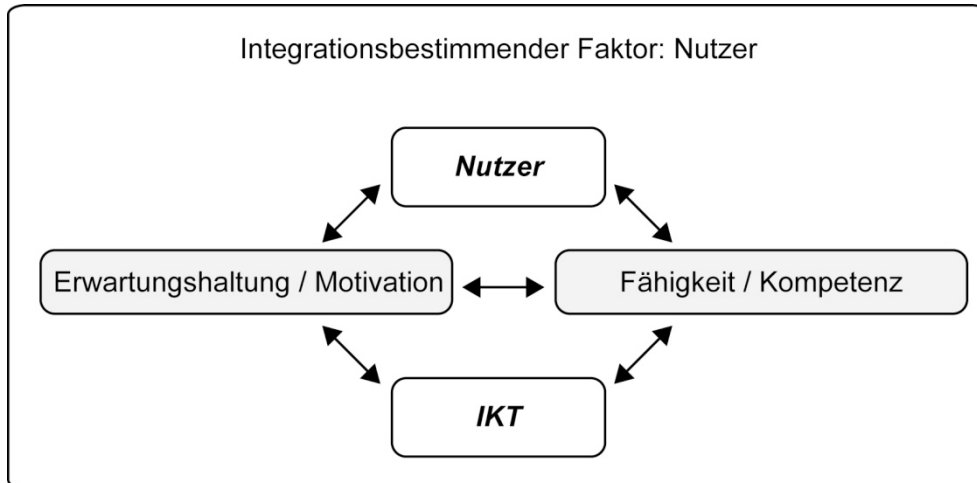 Integrationsbestimmender Faktor: Nutzer
Nutzer
Erwartungshaltung / Motivation
Fähigkeit / Kompetenz
IKT